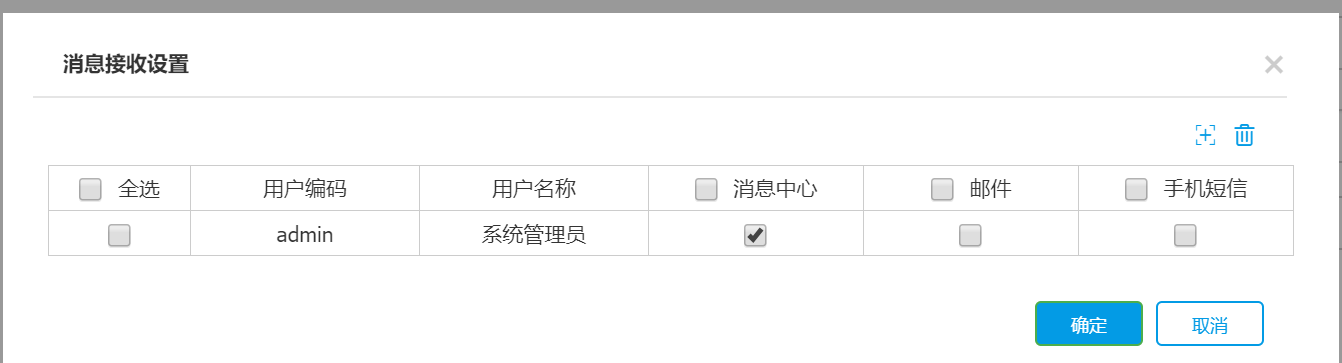 消息接收设置
全选 用户编码 用户名称 消息中心 邮件 手机短信
admin 系统管理员
确定 取消